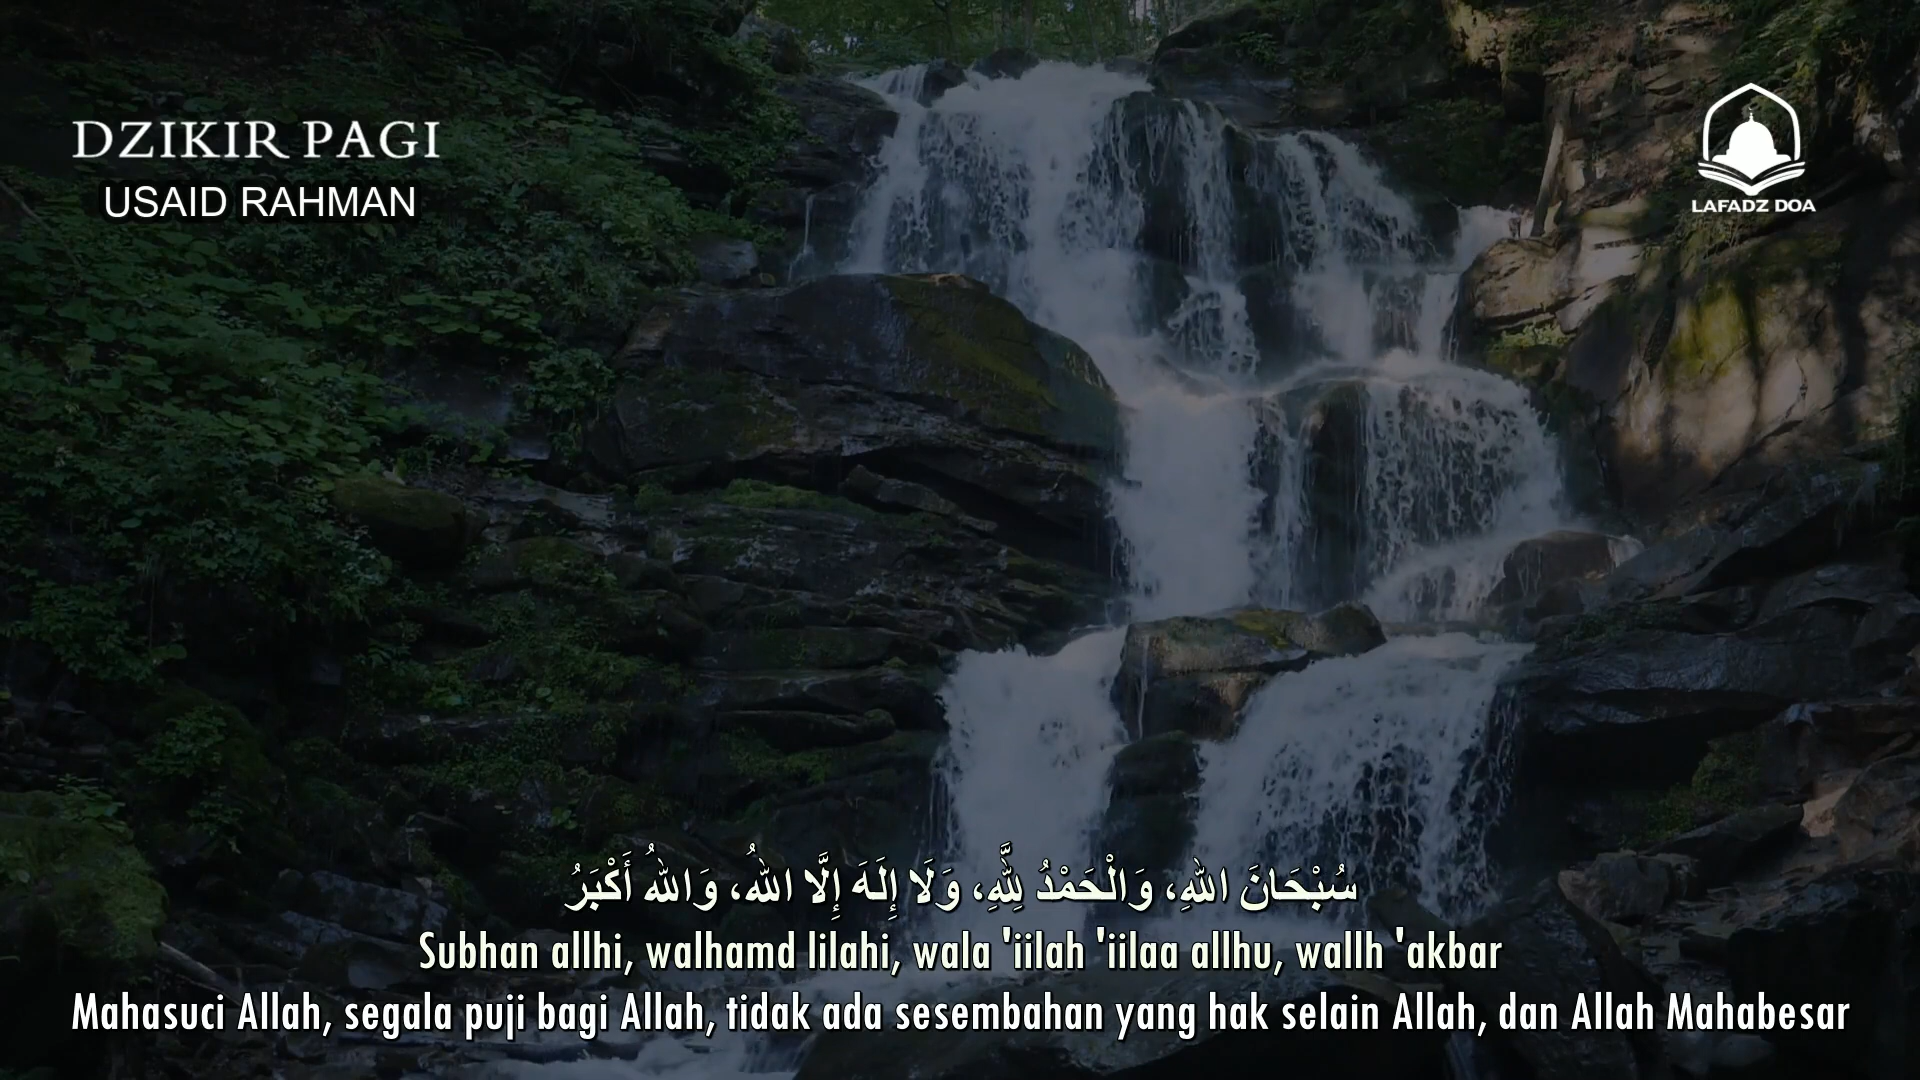 DZIKIR PAGI
USAID RAHMAN
LAFADZ DOA
سُبْحَانَ اللهِ، وَالْحَمْدُ لِلَّهِ، وَلَا إِلَهَ إِلَّا اللهُ، وَاللهُ أَكْبَرُ
Subhan allhi, walhamd lilahi, wala 'iilah 'iilaa allhu, wallh 'akbar
Mahasuci Allah, segala puji bagi Allah, tidak ada sesembahan yang hak selain Allah, dan Allah Mahabesar